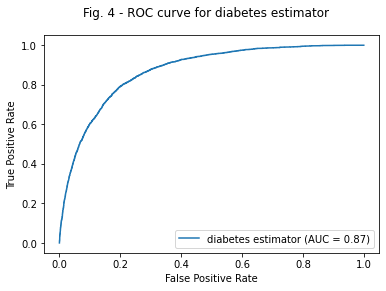 Fig. 4 - ROC curve for diabetes estimator
1.0
0.8
0.6
0.4
0.2
0.0
True Positive Rate
diabetes estimator (AUC = 0.87)
0.0 0.2 0.4 0.6 0.8 1.0
False Positive Rate